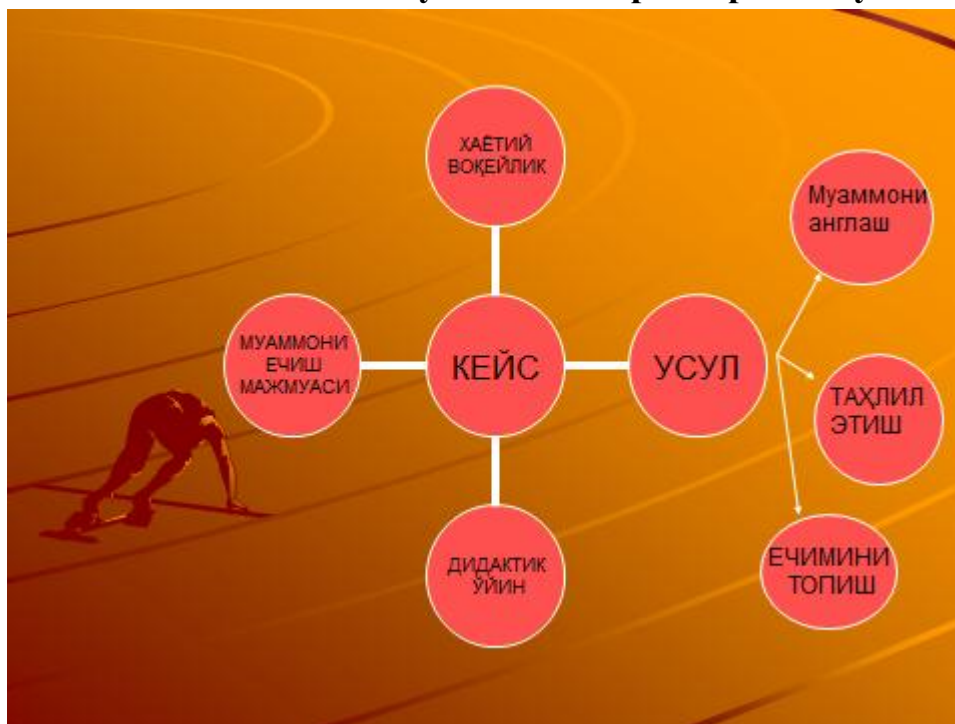 ХАЁТИЙ
ВОҚЕЙЛИК
Муаммони
англаш
МУАММОНИ
ЕЧИШ
МАЖМУАСИ
КЕЙС
УСУЛ
ТАҲЛИЛ
ЭТИШ
ДИДАКТИК
ЎЙИН
ЕЧИМИНИ
ТОПИШ